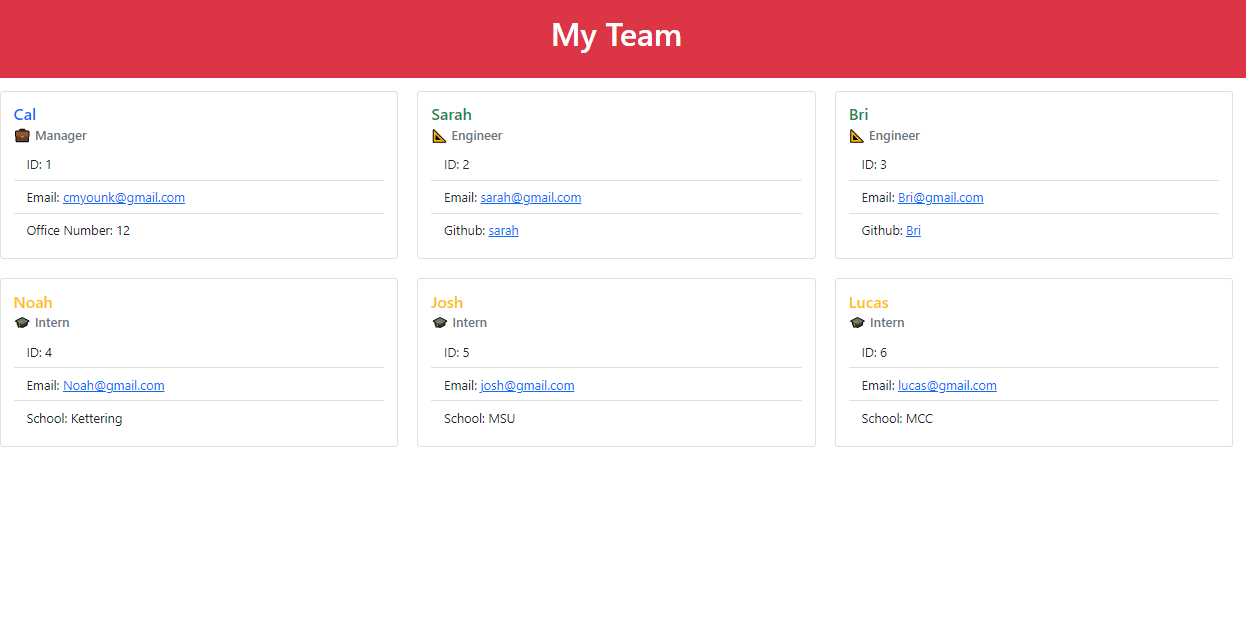 My Team
Cal
Manager
ID: 1
Email: cmyounk@gmail.com
Office Number: 12
Sarah
Engineer
ID: 2
Email: sarah@gmail.com
Github: sarah
Bri
Engineer
ID: 3
Email: Bri@gmail.com
Github: Bri
Noah
Intern
ID: 4
Email: Noah@gmail.com
School: Kettering
Josh
Intern
ID: 5
Email: josh@gmail.com
School: MSU
Lucas
Intern
ID: 6
Email: lucas@gmail.com
School: MCC